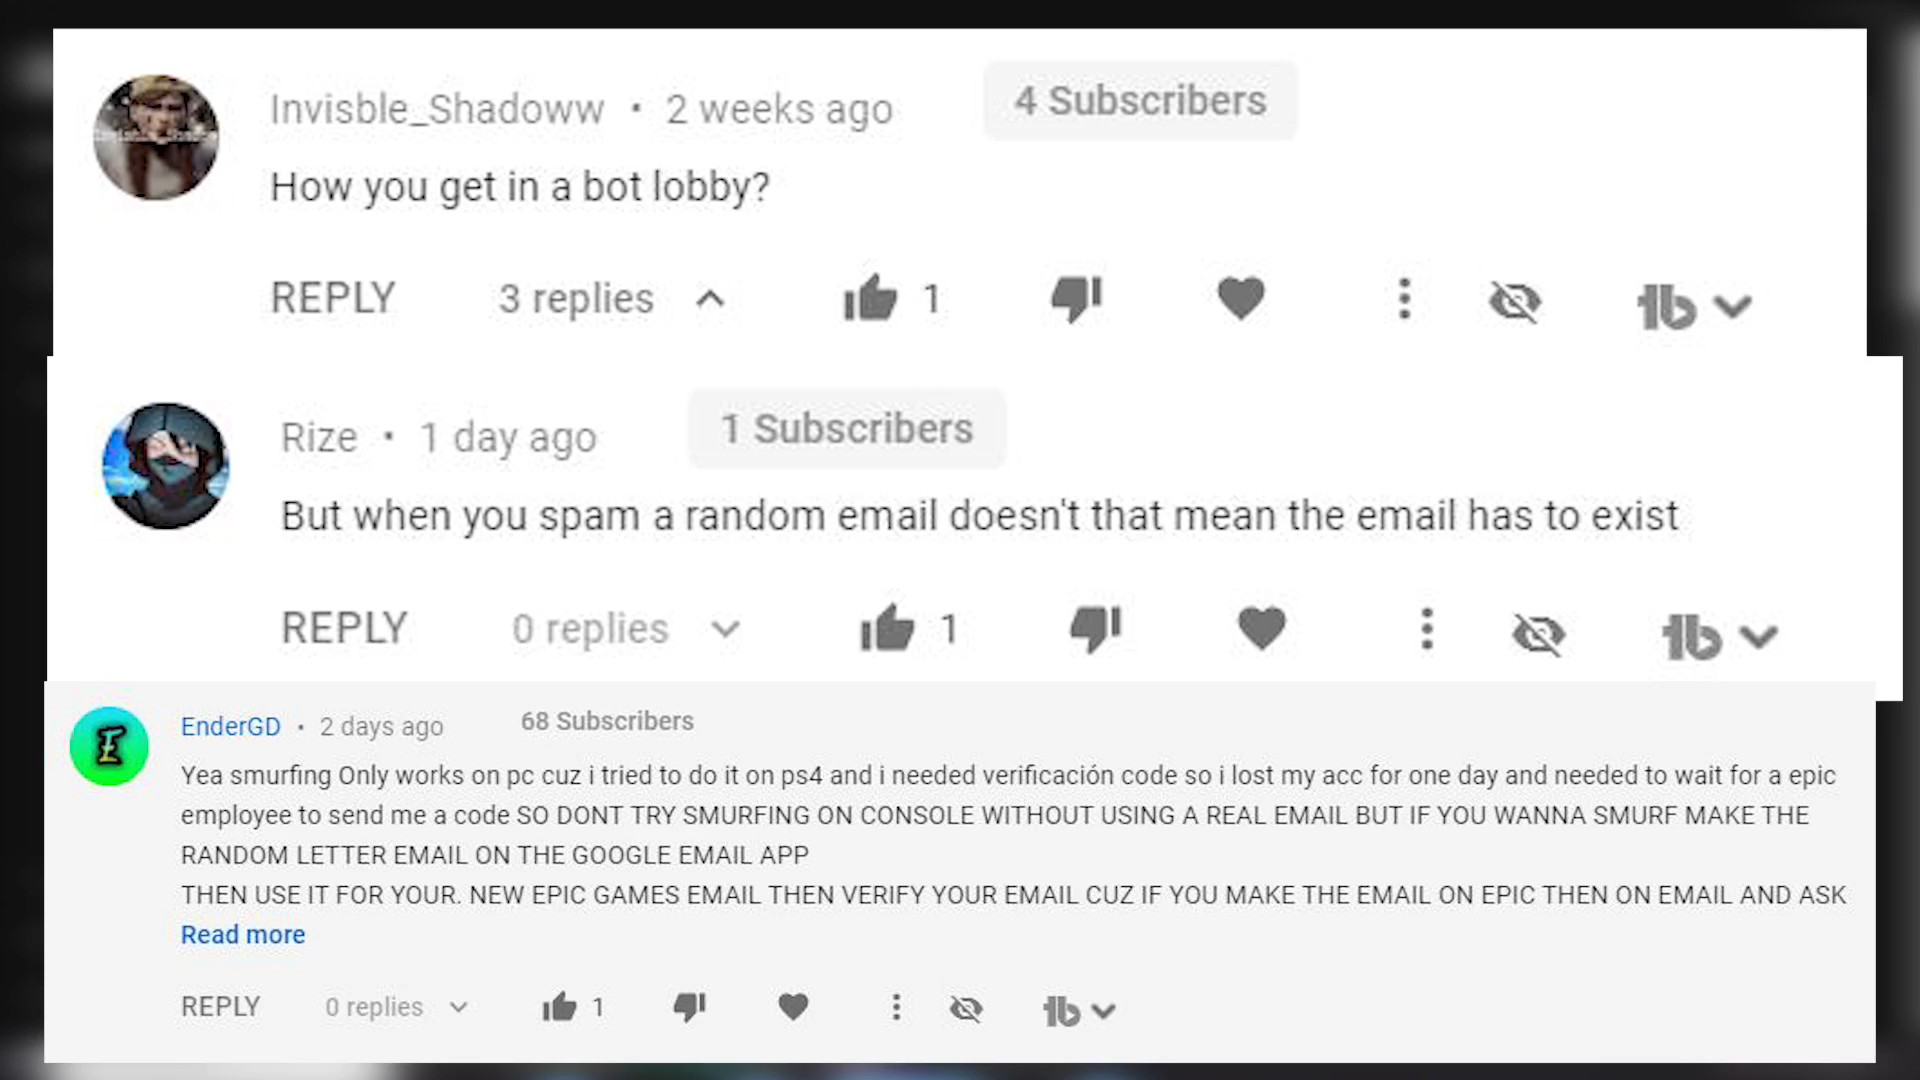 Invisble_Shadoww • 2 weeks ago 4 Subscribers
How you get in a bot lobby?
REPLY 3 replies 1
Rize • 1 day ago 1 Subscribers
But when you spam a random email doesn't that mean the email has to exist
REPLY 0 replies 1
EnderGD • 2 days ago 68 Subscribers
Yea smurfing Only works on pc cuz i tried to do it on ps4 and i needed verificación code so i lost my acc for one day and needed to wait for a epic
employee to send me a code SO DONT TRY SMURFING ON CONSOLE WITHOUT USING A REAL EMAIL BUT IF YOU WANNA SMURF MAKE THE
RANDOM LETTER EMAIL ON THE GOOGLE EMAIL APP
THEN USE IT FOR YOUR. NEW EPIC GAMES EMAIL THEN VERIFY YOUR EMAIL CUZ IF YOU MAKE THE EMAIL ON EPIC THEN ON EMAIL AND ASK
Read more
REPLY 0 replies 1